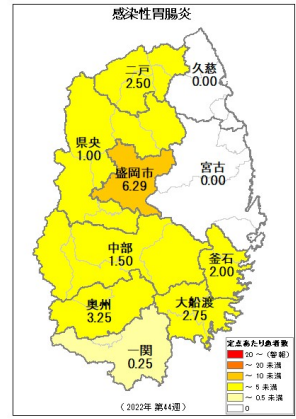 感染性胃腸炎
久慈
0.00
二戸
2.50
県央
1.00
盛岡市
6.29
宮古
0.00
中部
1.50
釜石
2.00
奥州
3.25
大船渡
2.75
一関
0.25
定点あたり患者数
20 ~ (警報)
~ 20 未満
~ 10 未満
~ 5 未満
~ 0.5 未満
0
(2022年 第44週)